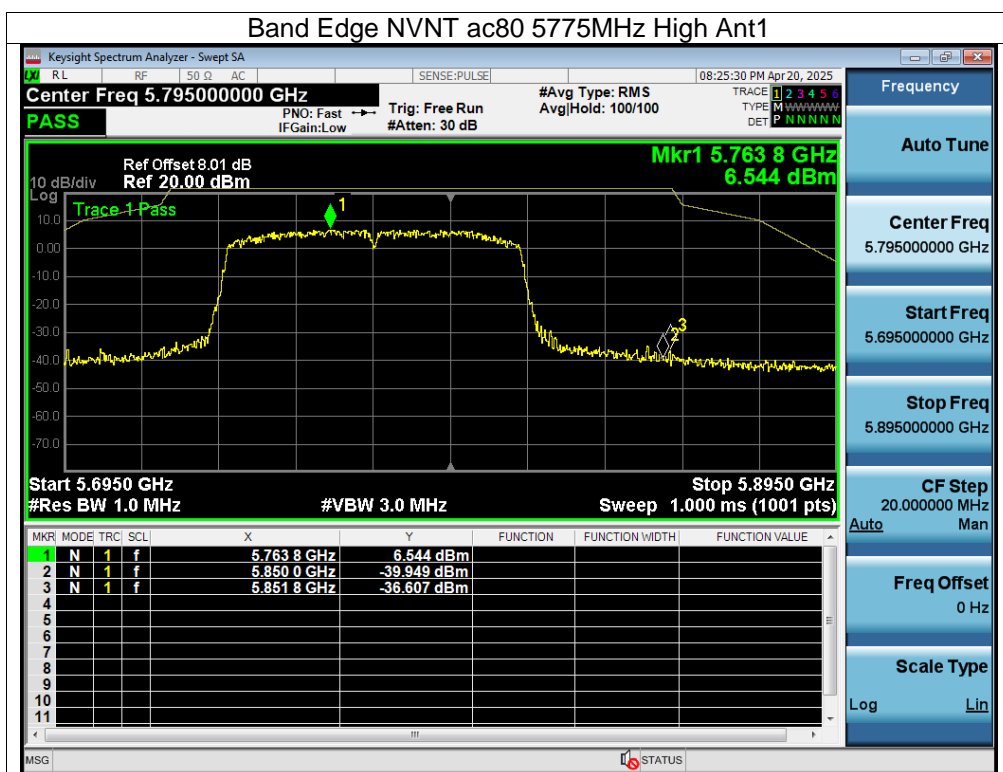 Band Edge NVNT ac80 5775MHz High Ant1
Keysight Spectrum Analyzer - Swept SA
LXI RL RF 50 Ω AC SENSE:PULSE 08:25:30 PM Apr 20, 2025
Center Freq 5.795000000 GHz
PASS
PNO: Fast
IFGain:Low
Trig: Free Run
#Atten: 30 dB
#Avg Type: RMS
Avg|Hold: 100/100
TRACE 1 2 3 4 5 6
TYPE M WWWWW
DET P N N N N N
Ref Offset 8.01 dB
10 dB/div Ref 20.00 dBm
Log
Mkr1 5.763 8 GHz
6.544 dBm
Trace 1 Pass
10.0
0.00
-10.0
-20.0
-30.0
-40.0
-50.0
-60.0
-70.0
1
2
3
Start 5.6950 GHz Stop 5.8950 GHz
#Res BW 1.0 MHz #VBW 3.0 MHz Sweep 1.000 ms (1001 pts)
MKR MODE TRC SCL X Y FUNCTION FUNCTION WIDTH FUNCTION VALUE
1 N 1 f 5.763 8 GHz 6.544 dBm
2 N 1 f 5.850 0 GHz -39.949 dBm
3 N 1 f 5.851 8 GHz -36.607 dBm
4
5
6
7
8
9
10
11
MSG STATUS
Frequency
Auto Tune
Center Freq
5.795000000 GHz
Start Freq
5.695000000 GHz
Stop Freq
5.895000000 GHz
CF Step
20.000000 MHz
Auto Man
Freq Offset
0 Hz
Scale Type
Log Lin